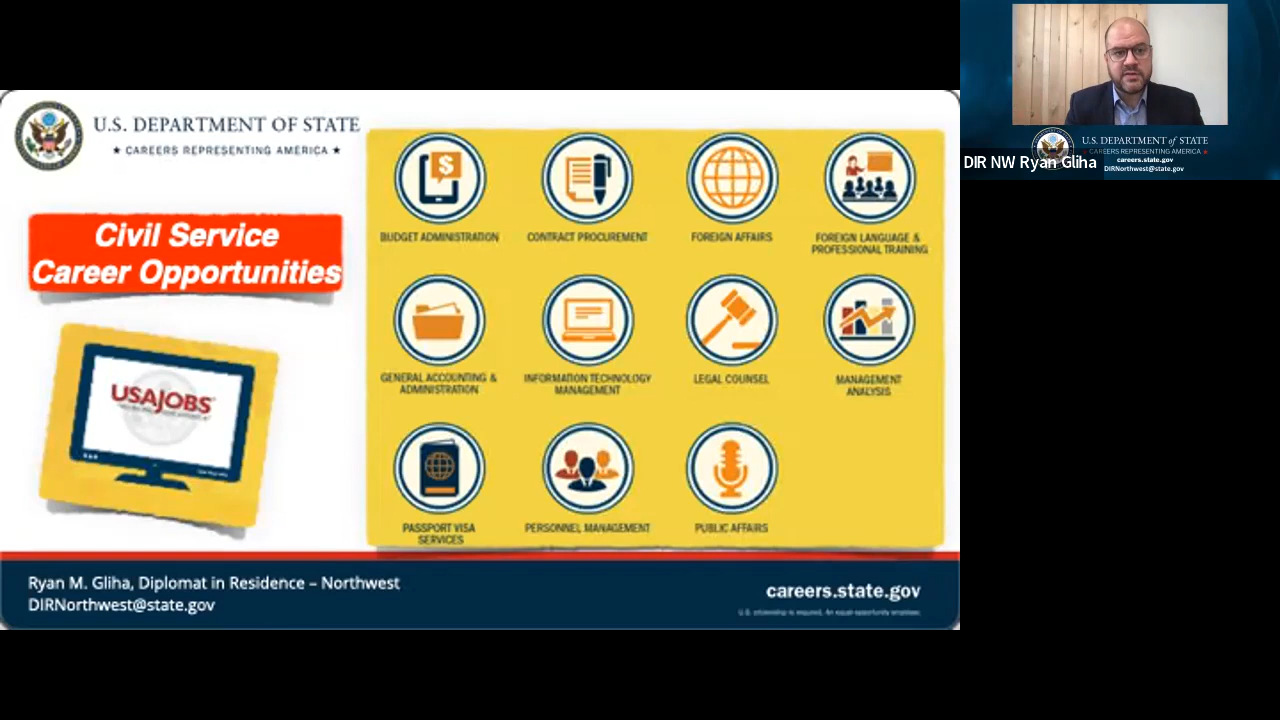 U.S. DEPARTMENT OF STATE
★ CAREERS REPRESENTING AMERICA ★
Civil Service
Career Opportunities
USAJOBS
BUDGET ADMINISTRATION
CONTRACT PROCUREMENT
FOREIGN AFFAIRS
FOREIGN LANGUAGE &
PROFESSIONAL TRAINING
GENERAL ACCOUNTING &
ADMINISTRATION
INFORMATION TECHNOLOGY
MANAGEMENT
LEGAL COUNSEL
MANAGEMENT
ANALYSIS
PASSPORT VISA
SERVICES
PERSONNEL MANAGEMENT
PUBLIC AFFAIRS
Ryan M. Gliha, Diplomat in Residence – Northwest
DIRNorthwest@state.gov
careers.state.gov
U.S. citizenship is required. An equal opportunity employer.
U.S. DEPARTMENT of STATE
CAREERS REPRESENTING AMERICA ★
careers.state.gov
DIRNorthwest@state.gov
DIR NW Ryan Gliha